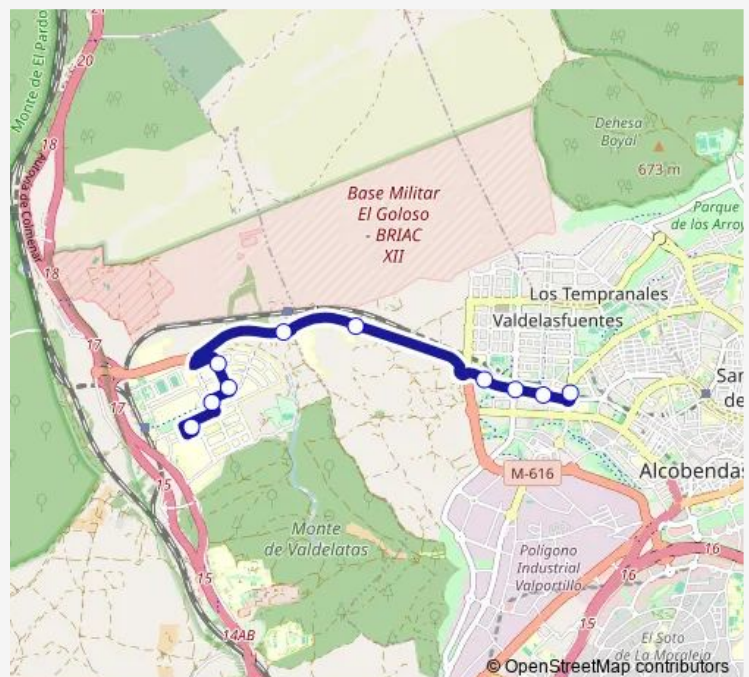 21
20
Monte de El Pardo
18
Autovía de Colmenar
Dehesa
Boyal
673 m
Base Militar
El Goloso
- BRIAC
XII
Parque
de los Arroy
18
Los Tempranales
Valdelasfuentes
17
San
de
17
M-616
Alcobendas
15
Monte
de Valdelatas
Polígono
Industrial
Valportillo
16
16
15
15
14AB
El Soto
de La Moraleja
© OpenStreetMap contributors